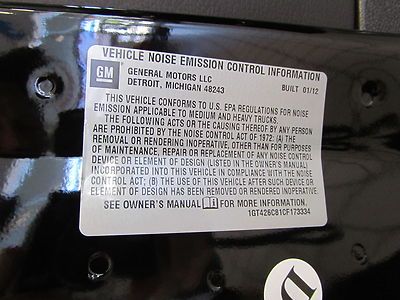 VEHICLE NOISE EMISSION CONTROL INFORMATION
GM
GENERAL MOTORS LLC
BUILT 01/12
DETROIT, MICHIGAN 48243
THIS VEHICLE CONFORMS TO U.S. EPA REGULATIONS FOR NOISE
EMISSION APPLICABLE TO MEDIUM AND HEAVY TRUCKS.
THE FOLLOWING ACTS OR THE CAUSING THEREOF BY ANY PERSON
ARE PROHIBITED BY THE NOISE CONTROL ACT OF 1972: (A) THE
REMOVAL OR RENDERING INOPERATIVE, OTHER THAN FOR PURPOSES
OF MAINTENANCE, REPAIR, OR REPLACEMENT OF ANY NOISE CONTROL
DEVICE OR ELEMENT OF DESIGN (LISTED IN THE OWNER'S MANUAL)
INCORPORATED INTO THIS VEHICLE IN COMPLIANCE WITH THE NOISE
CONTROL ACT; (B) THE USE OF THIS VEHICLE AFTER SUCH DEVICE
OR ELEMENT OF DESIGN HAS BEEN REMOVED OR RENDERED INOPERATIVE.
SEE OWNER'S MANUAL FOR MORE INFORMATION.
1GT426C81CF173334
D